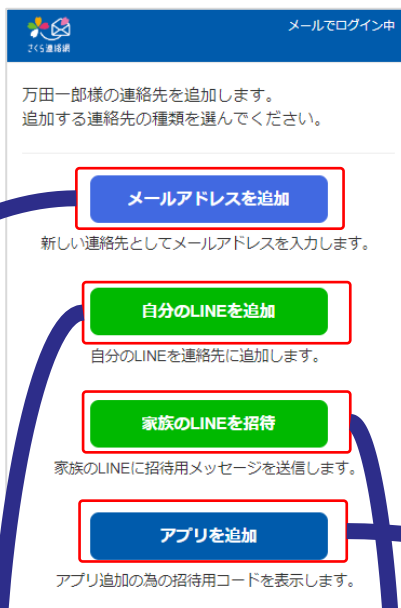 さくら連絡網
メールでログイン中
万田一郎様の連絡先を追加します。
追加する連絡先の種類を選んでください。
メールアドレスを追加
新しい連絡先としてメールアドレスを入力します。
自分のLINEを追加
自分のLINEを連絡先に追加します。
家族のLINEを招待
家族のLINEに招待用メッセージを送信します。
アプリを追加
アプリ追加の為の招待用コードを表示します。